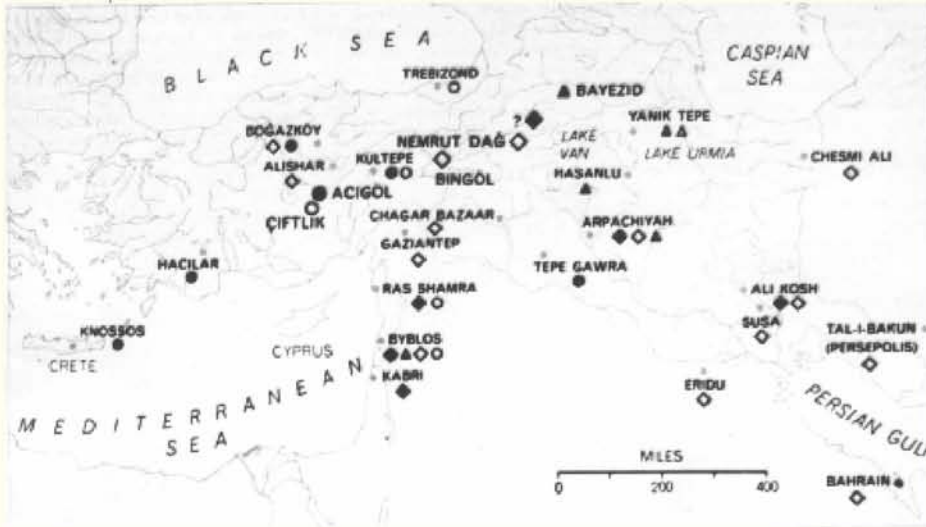 BLACK SEA
CASPIAN
SEA
TREBIZOND
BAYEZID
?
YANIK TEPE
BOĞAZKÖY
NEMRUT DAĞ
LAKE
VAN
LAKE URMIA
CHESMI ALI
ALISHAR
KULTEPE
BINGÖL
HASANLU
ACIGÖL
ÇIFTLIK
CHAGAR BAZAAR
ARPACHIYAH
GAZIANTEP
HACILAR
TEPE GAWRA
RAS SHAMRA
ALI KOSH
KNOSSOS
SUSA
TAL-I-BAKUN
(PERSEPOLIS)
CRETE
CYPRUS
BYBLOS
KABRI
ERIDU
MEDITERRANEAN
SEA
PERSIAN GUL
MILES
0 200 400
BAHRAIN